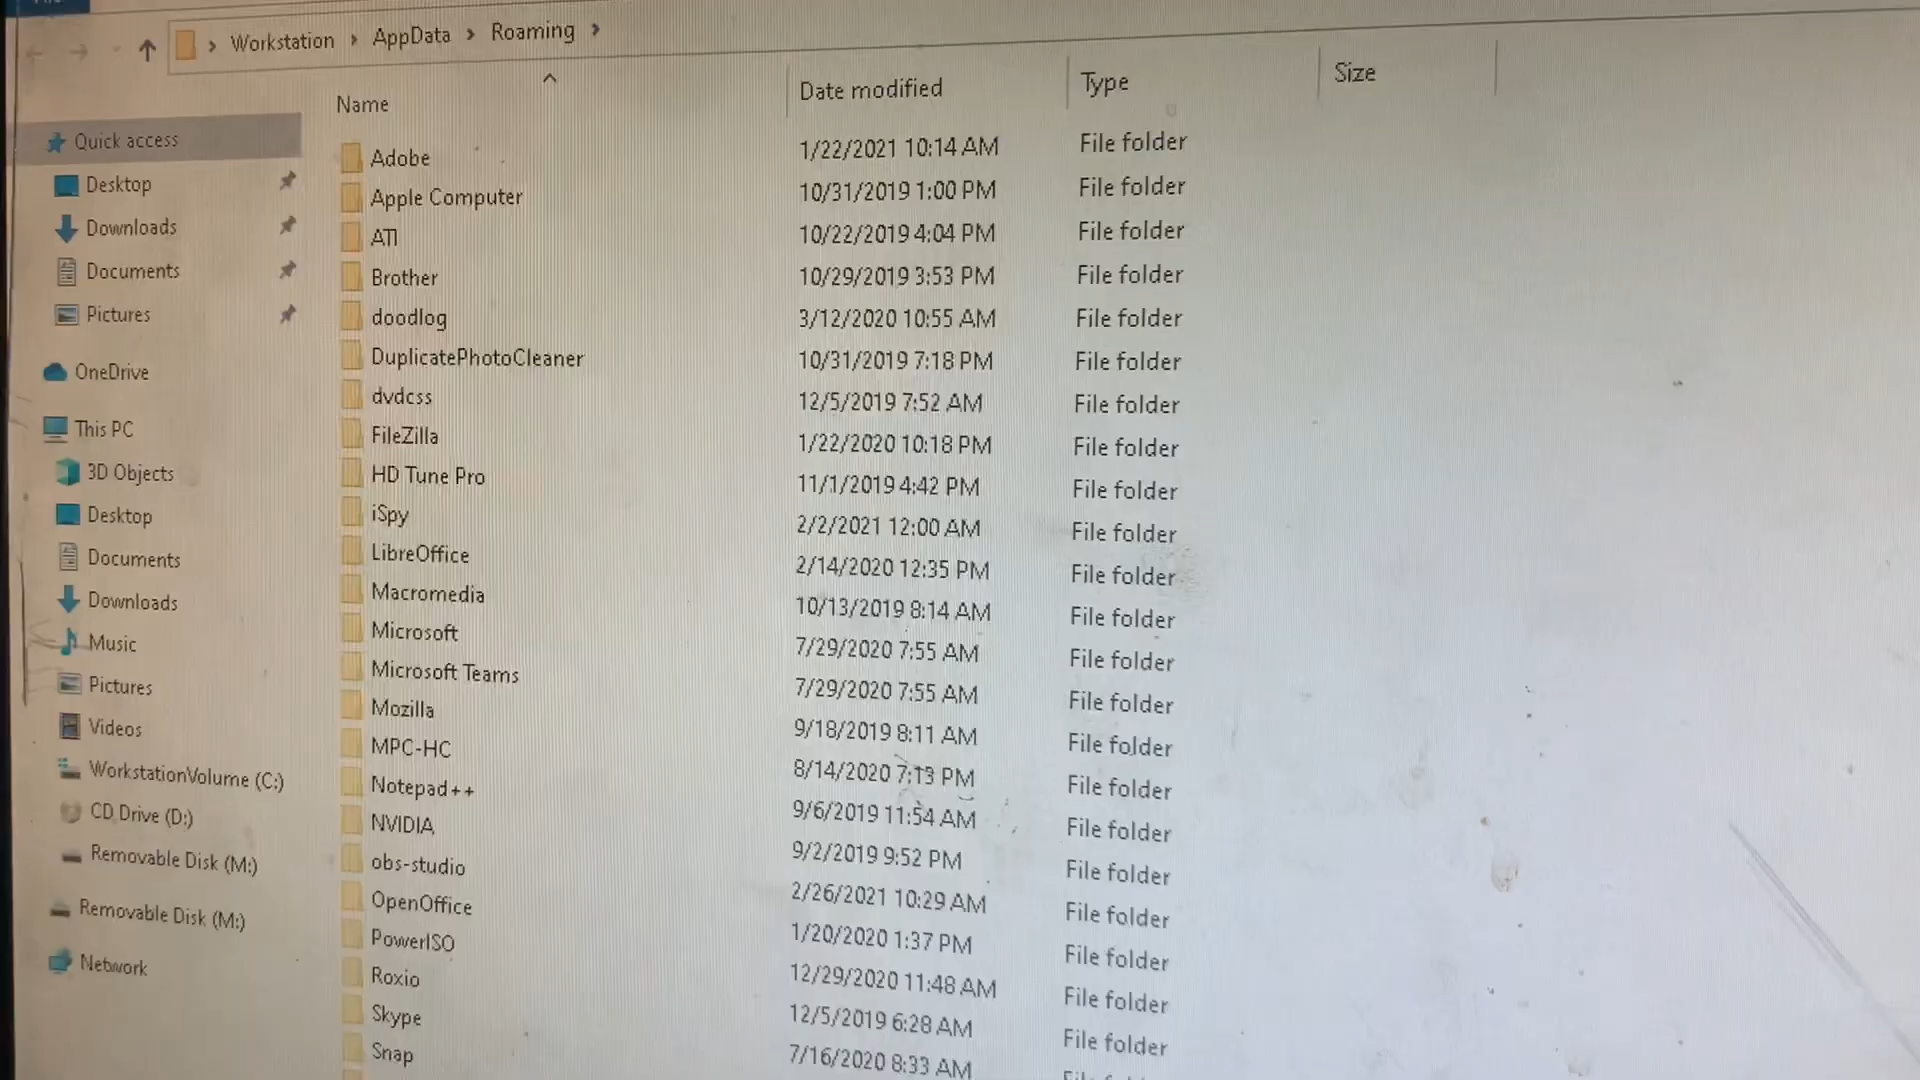 Workstation › AppData › Roaming ›
Quick access
Desktop
Downloads
Documents
Pictures
OneDrive
This PC
3D Objects
Desktop
Documents
Downloads
Music
Pictures
Videos
WorkstationVolume (C:)
CD Drive (D:)
Removable Disk (M:)
Removable Disk (M:)
Network
Name Date modified Type Size
Adobe 1/22/2021 10:14 AM File folder
Apple Computer 10/31/2019 1:00 PM File folder
ATI 10/22/2019 4:04 PM File folder
Brother 10/29/2019 3:53 PM File folder
doodlog 3/12/2020 10:55 AM File folder
DuplicatePhotoCleaner 10/31/2019 7:18 PM File folder
dvdcss 12/5/2019 7:52 AM File folder
FileZilla 1/22/2020 10:18 PM File folder
HD Tune Pro 11/1/2019 4:42 PM File folder
iSpy 2/2/2021 12:00 AM File folder
LibreOffice 2/14/2020 12:35 PM File folder
Macromedia 10/13/2019 8:14 AM File folder
Microsoft 7/29/2020 7:55 AM File folder
Microsoft Teams 7/29/2020 7:55 AM File folder
Mozilla 9/18/2019 8:11 AM File folder
MPC-HC 8/14/2020 7:13 PM File folder
Notepad++ 9/6/2019 11:54 AM File folder
NVIDIA 9/2/2019 9:52 PM File folder
obs-studio 2/26/2021 10:29 AM File folder
OpenOffice 1/20/2020 1:37 PM File folder
PowerISO 12/29/2020 11:48 AM File folder
Roxio 12/5/2019 6:28 AM File folder
Skype 7/16/2020 8:33 AM
Snap